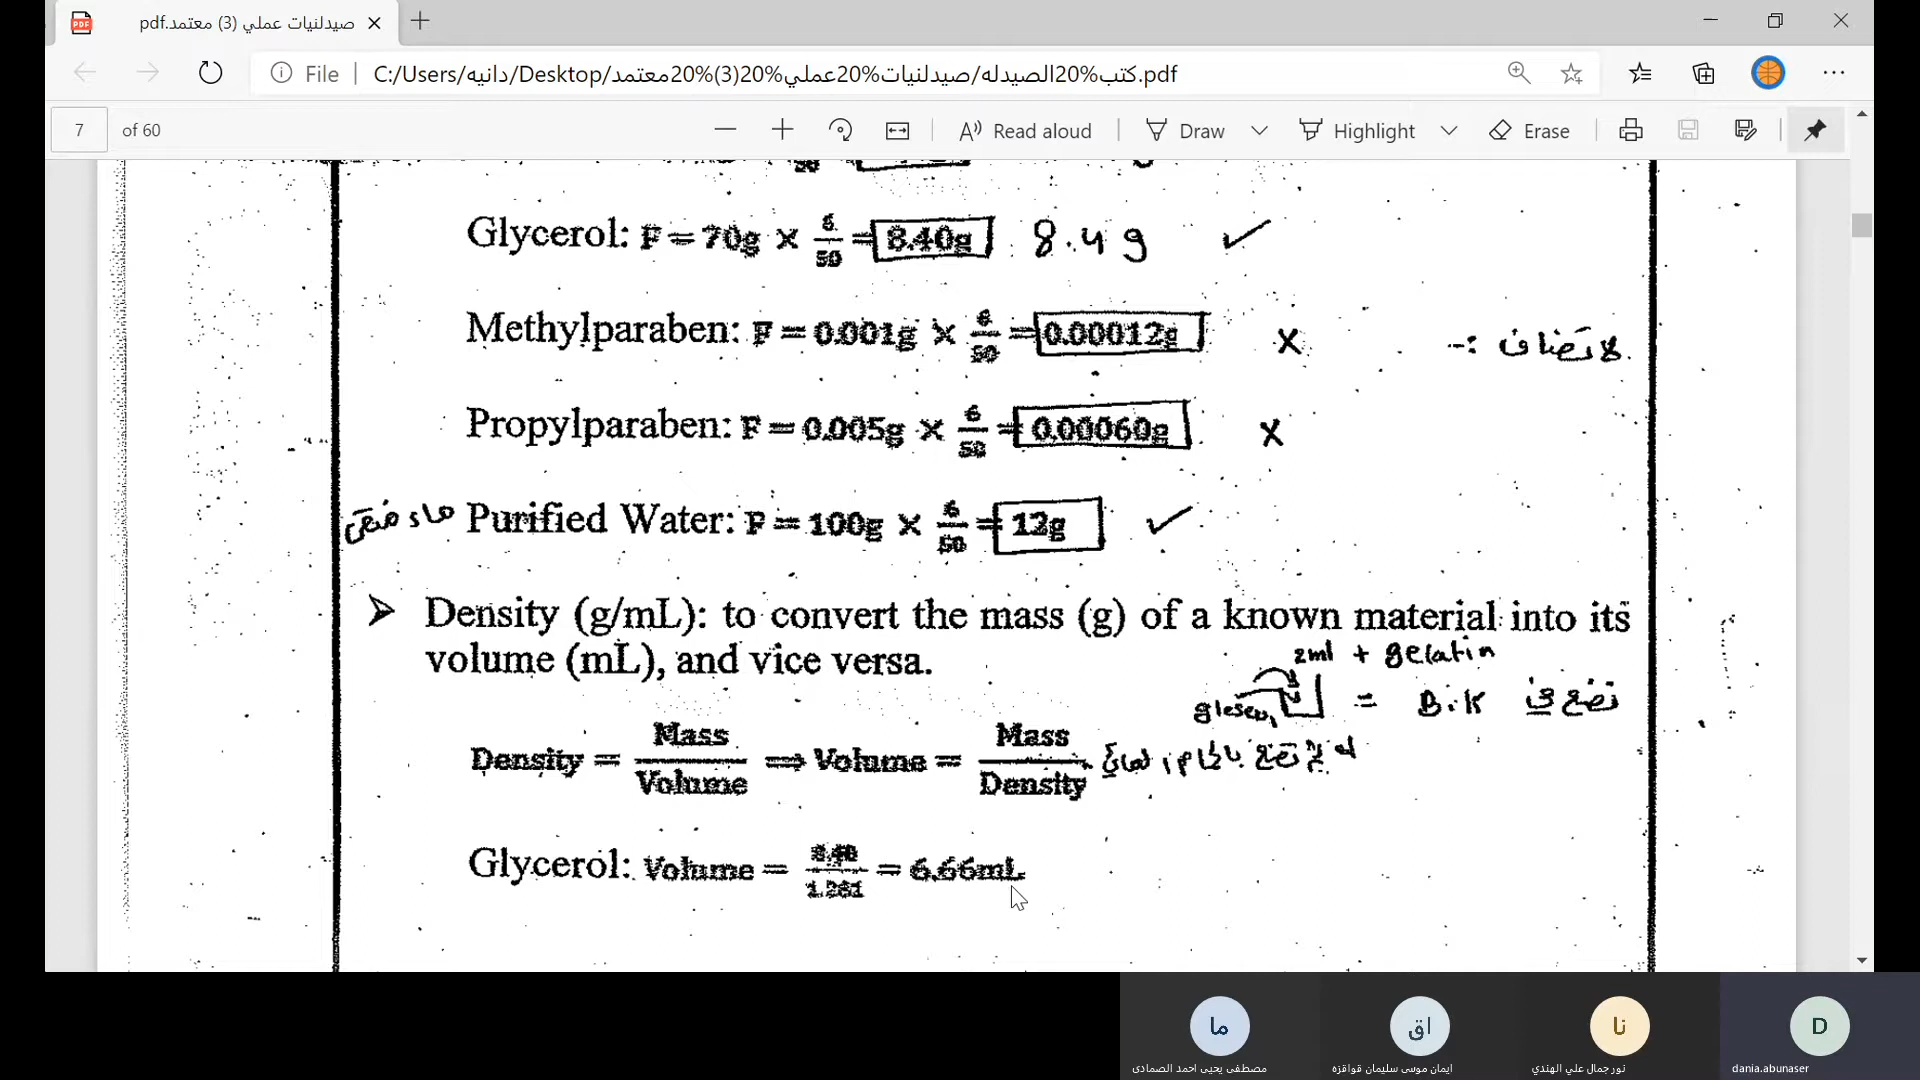 صيدلنيات عملي (3) معتمد.pdf
File C:/Users/دانيه/Desktop/كتب%20الصيدله/صيدلنيات%20عملي%20(3)%20معتمد.pdf
7 of 60 Read aloud Draw Highlight Erase
Glycerol: F = 70g × 6/50 = 8.40g 8.4 g ✓
Methylparaben: F = 0.001g × 6/50 = 0.00012g X لا تضاف :-
Propylparaben: F = 0.005g × 6/50 = 0.00060g X
ماء منقى Purified Water: F = 100g × 6/50 = 12g ✓
➤ Density (g/mL): to convert the mass (g) of a known material into its
volume (mL), and vice versa.
2ml + gelatin
= نضع في
Density = Mass/Volume ⟹ Volume = Mass/Density
Glycerol: Volume = 8.40/1.261 = 6.66mL
ما اق نا D
مصطفى يحيى احمد الصمادى ايمان موسى سليمان قواقزه نور جمال علي الهندي dania.abunaser